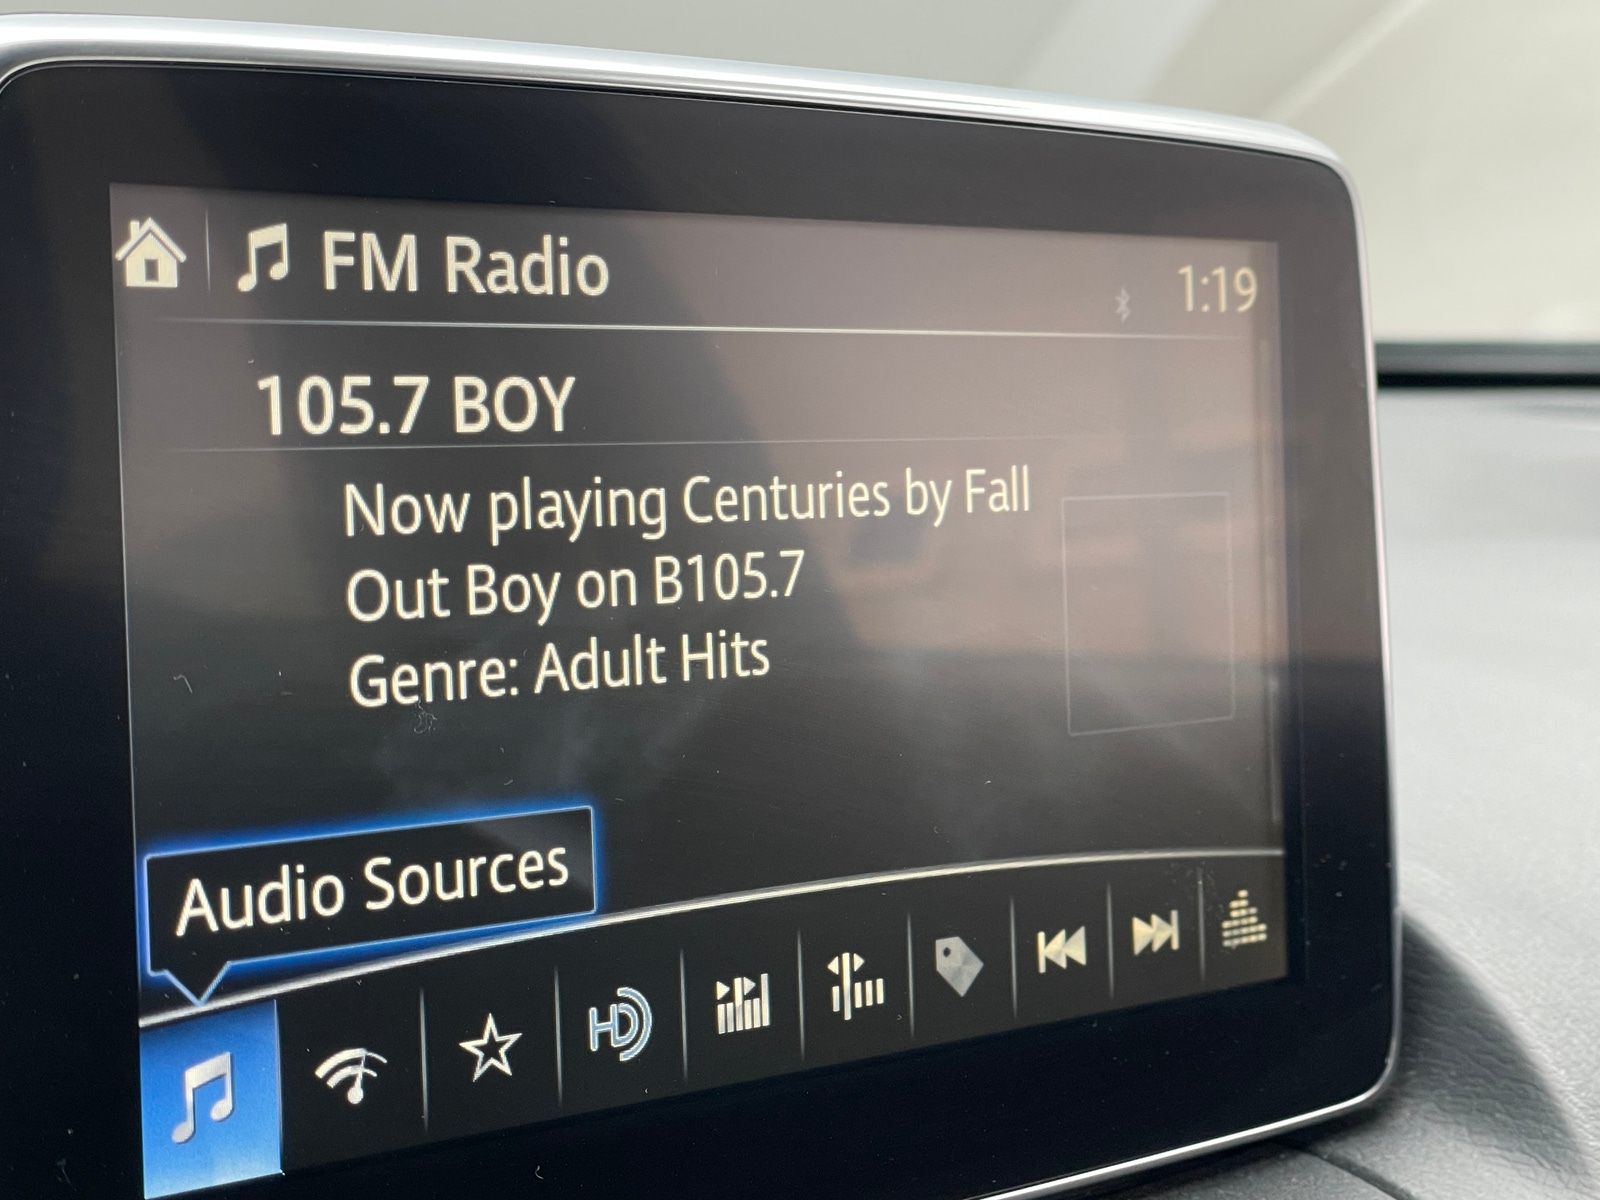 FM Radio
1:19
105.7 BOY
Now playing Centuries by Fall
Out Boy on B105.7
Genre: Adult Hits
Audio Sources
HD